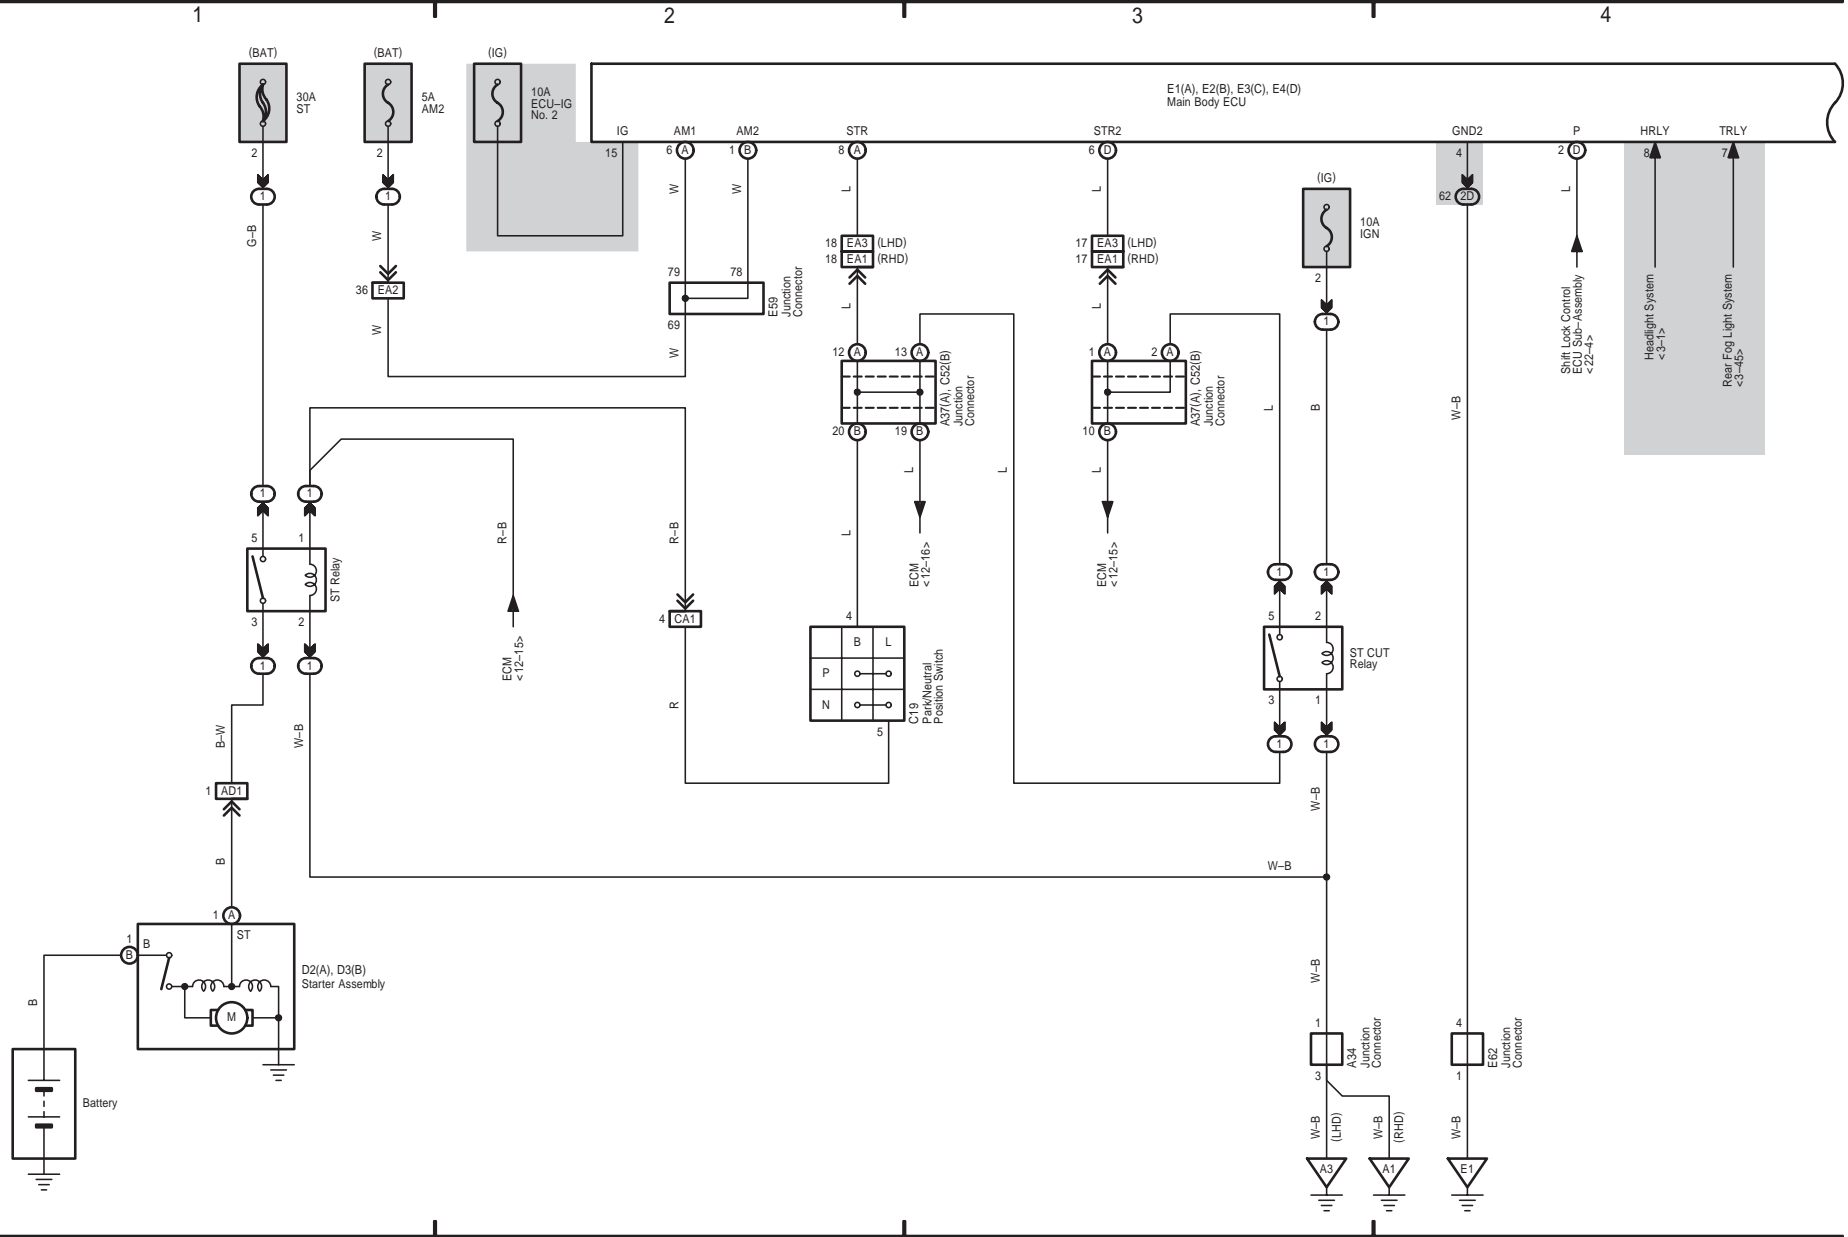 1
2
3
4
(BAT)
(BAT)
(IG)
30A
ST
5A
AM2
10A
ECU–IG
No. 2
E1(A), E2(B), E3(C), E4(D)
Main Body ECU
IG
AM1
AM2
STR
STR2
GND2
P
HRLY
TRLY
2
2
15
6 A
1 B
8 A
6 D
4
2 D
8
7
1
1
W
W
L
L
(IG)
62 2D
L
10A
IGN
G–B
W
18 EA3 (LHD)
18 EA1 (RHD)
17 EA3 (LHD)
17 EA1 (RHD)
36 EA2
79
78
2
E59
Junction
Connector
69
W
W
L
L
1
Shift Lock Control
ECU Sub–Assembly
<22–4>
Headlight System
<3–1>
Rear Fog Light System
<3–45>
12 A
13 A
1 A
2 A
A37(A), C52(B)
Junction
Connector
A37(A), C52(B)
Junction
Connector
L
B
W–B
20 B
19 B
10 B
L
L
L
1
1
R–B
R–B
L
5
1
ECM
<12–16>
ECM
<12–15>
1
1
ST Relay
3
2
4 CA1
4
5
2
B
L
P
N
C19
Park/Neutral
Position Switch
ST CUT
Relay
1
1
ECM
<12–15>
R
5
3
1
B–W
W–B
1
1
1 AD1
W–B
B
W–B
1 A
ST
1
B
B
D2(A), D3(B)
Starter Assembly
M
B
W–B
1
4
A34
Junction
Connector
E62
Junction
Connector
3
1
Battery
W–B
(LHD)
W–B
(RHD)
W–B
A3
A1
E1